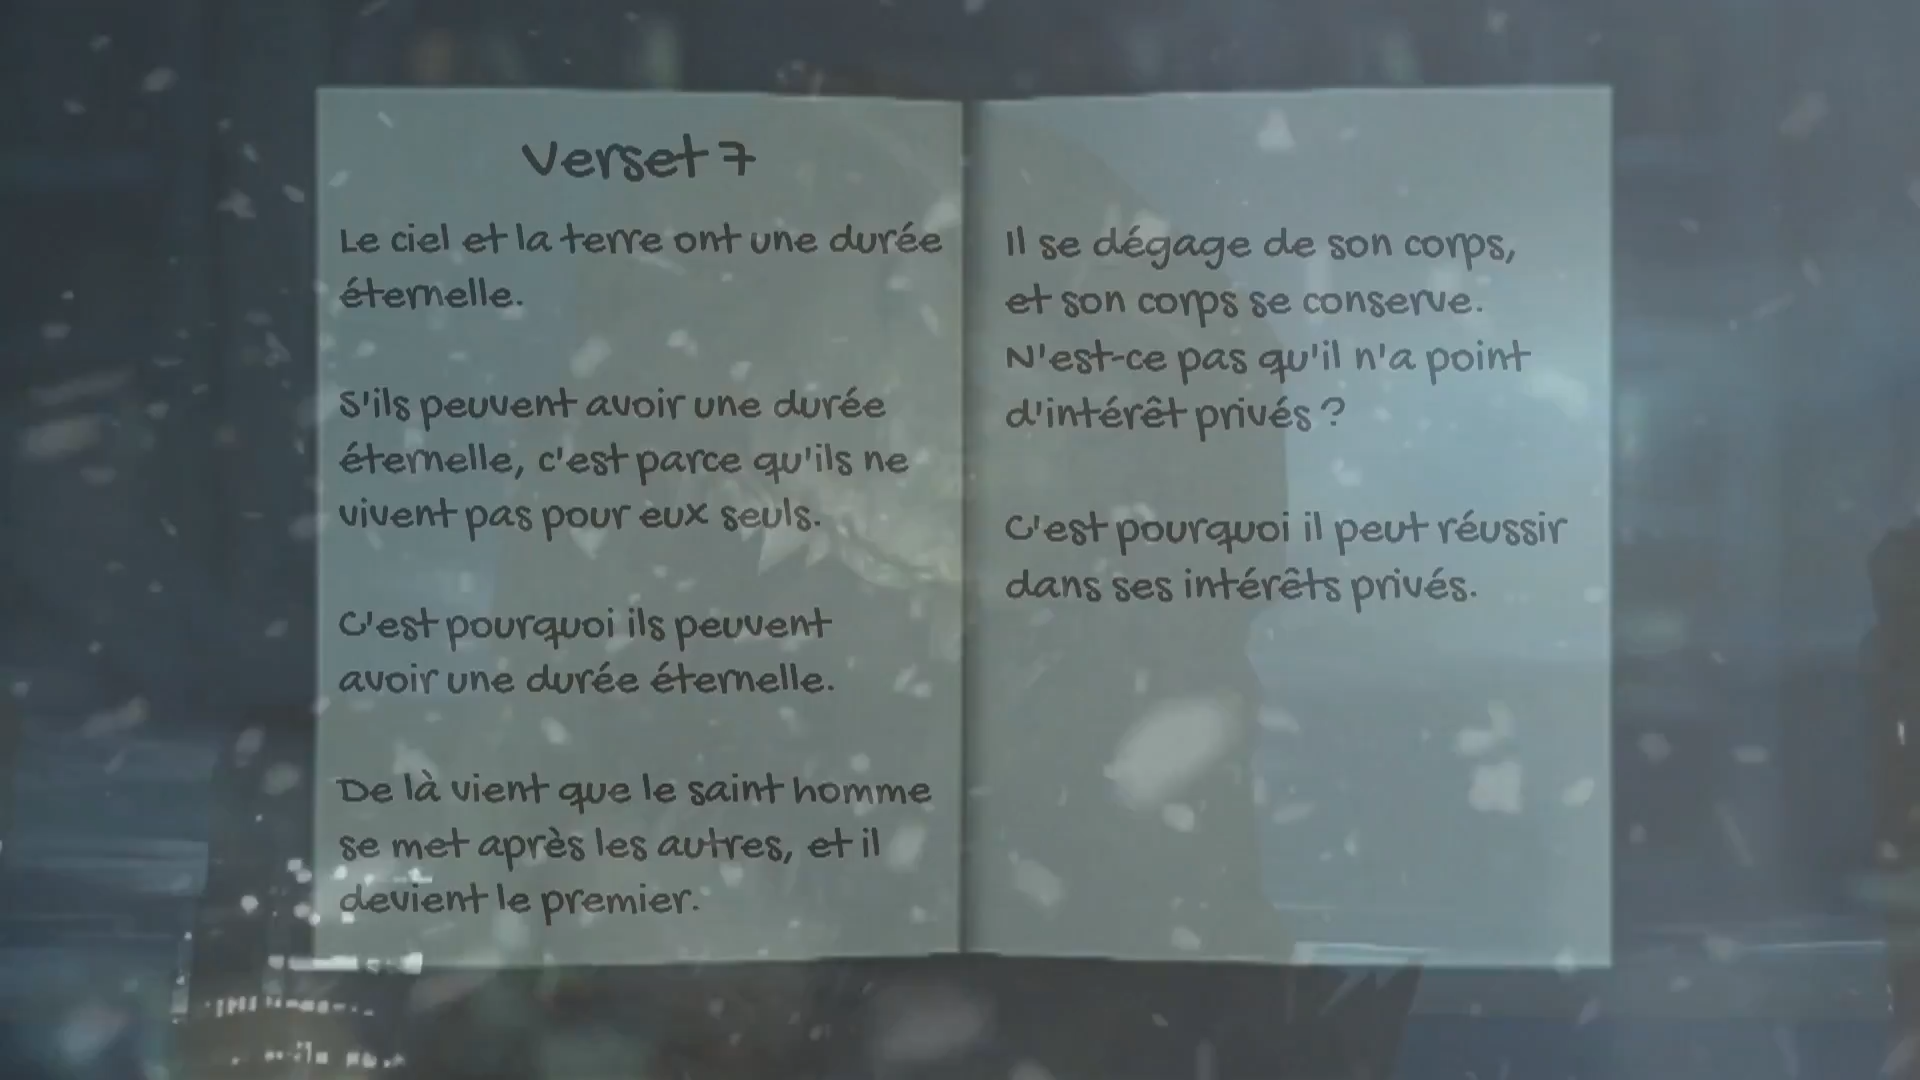 Verset 7
Le ciel et la terre ont une durée
éternelle.
S'ils peuvent avoir une durée
éternelle, c'est parce qu'ils ne
vivent pas pour eux seuls.
C'est pourquoi ils peuvent
avoir une durée éternelle.
De là vient que le saint homme
se met après les autres, et il
devient le premier.
Il se dégage de son corps,
et son corps se conserve.
N'est-ce pas qu'il n'a point
d'intérêt privés ?
C'est pourquoi il peut réussir
dans ses intérêts privés.